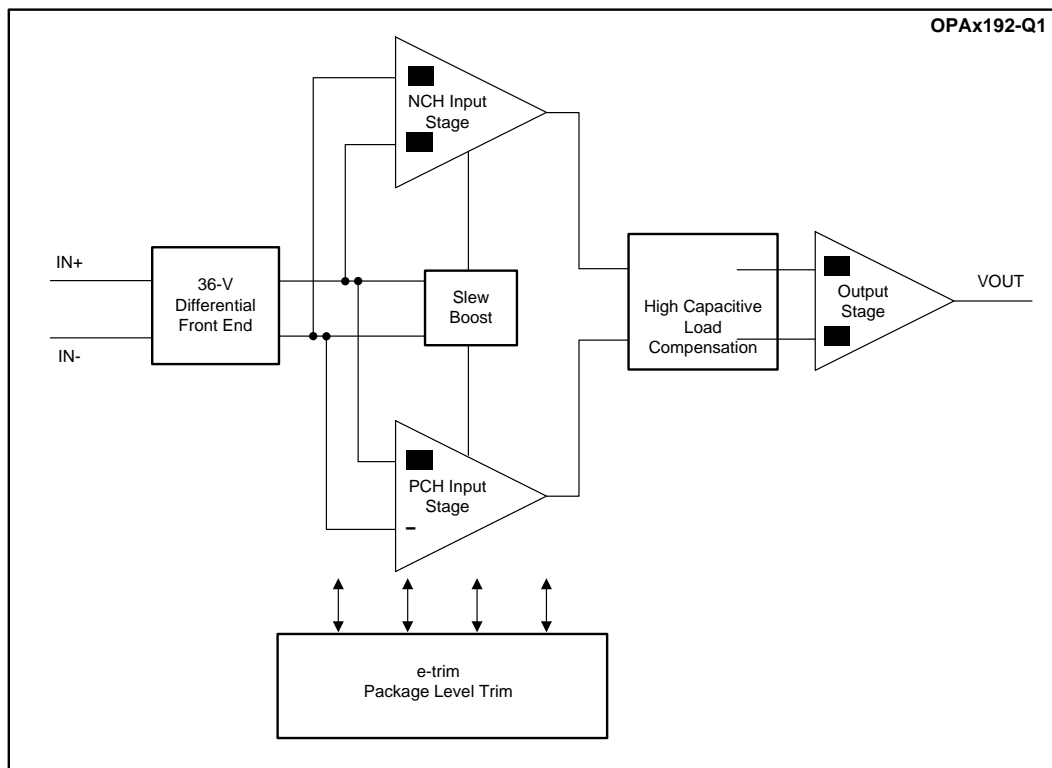 OPAx192-Q1
NCH Input
Stage
IN+
36-V
Differential
Front End
IN-
Slew
Boost
High Capacitive
Load
Compensation
Output
Stage
VOUT
PCH Input
Stage
-
e-trim
Package Level Trim